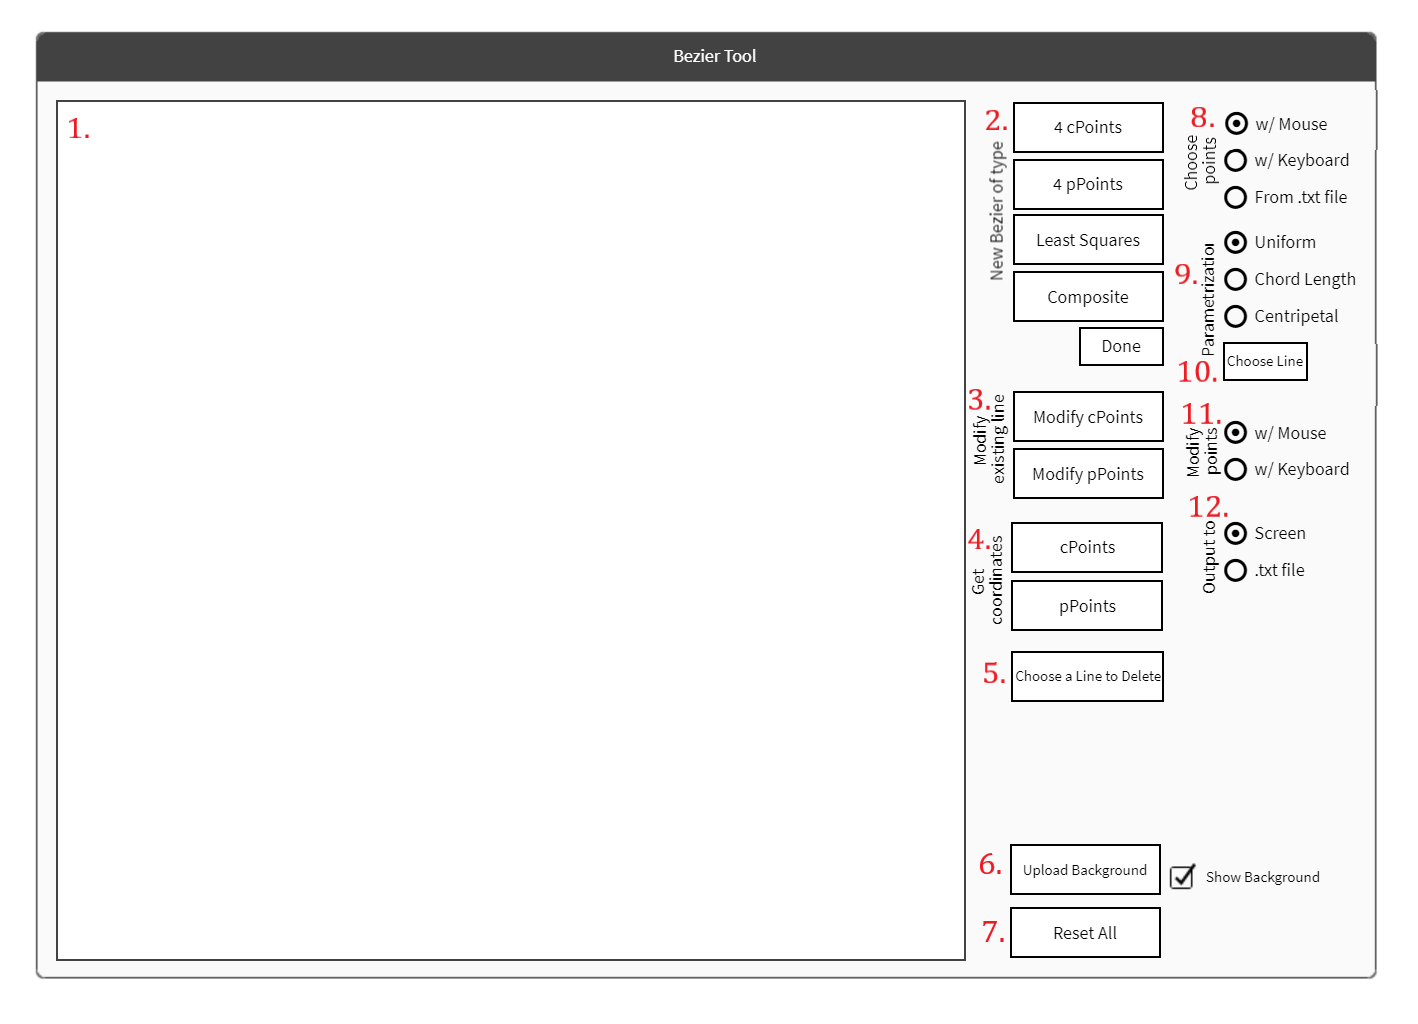 Bezier Tool
1.
2.
New Bezier of type
4 cPoints
4 pPoints
Least Squares
Composite
Done
8.
Choose
points
w/ Mouse
w/ Keyboard
From .txt file
9.
Parametrization
Uniform
Chord Length
Centripetal
10.
Choose Line
3.
Modify
existing line
Modify cPoints
Modify pPoints
11.
Modify
points
w/ Mouse
w/ Keyboard
4.
Get
coordinates
cPoints
pPoints
12.
Output to
Screen
.txt file
5.
Choose a Line to Delete
6.
Upload Background
Show Background
7.
Reset All